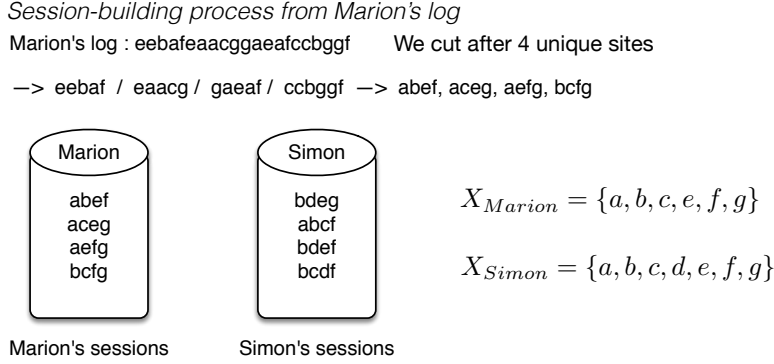 Session-building process from Marion's log
Marion's log : eebafeaacggaeafccbggf We cut after 4 unique sites
—> eebaf / eaacg / gaeaf / ccbggf —> abef, aceg, aefg, bcfg
Marion Simon
abef bdeg
aceg abcf
aefg bdef
bcfg bcdf
X_{Marion} = {a, b, c, e, f, g}
X_{Simon} = {a, b, c, d, e, f, g}
Marion's sessions Simon's sessions